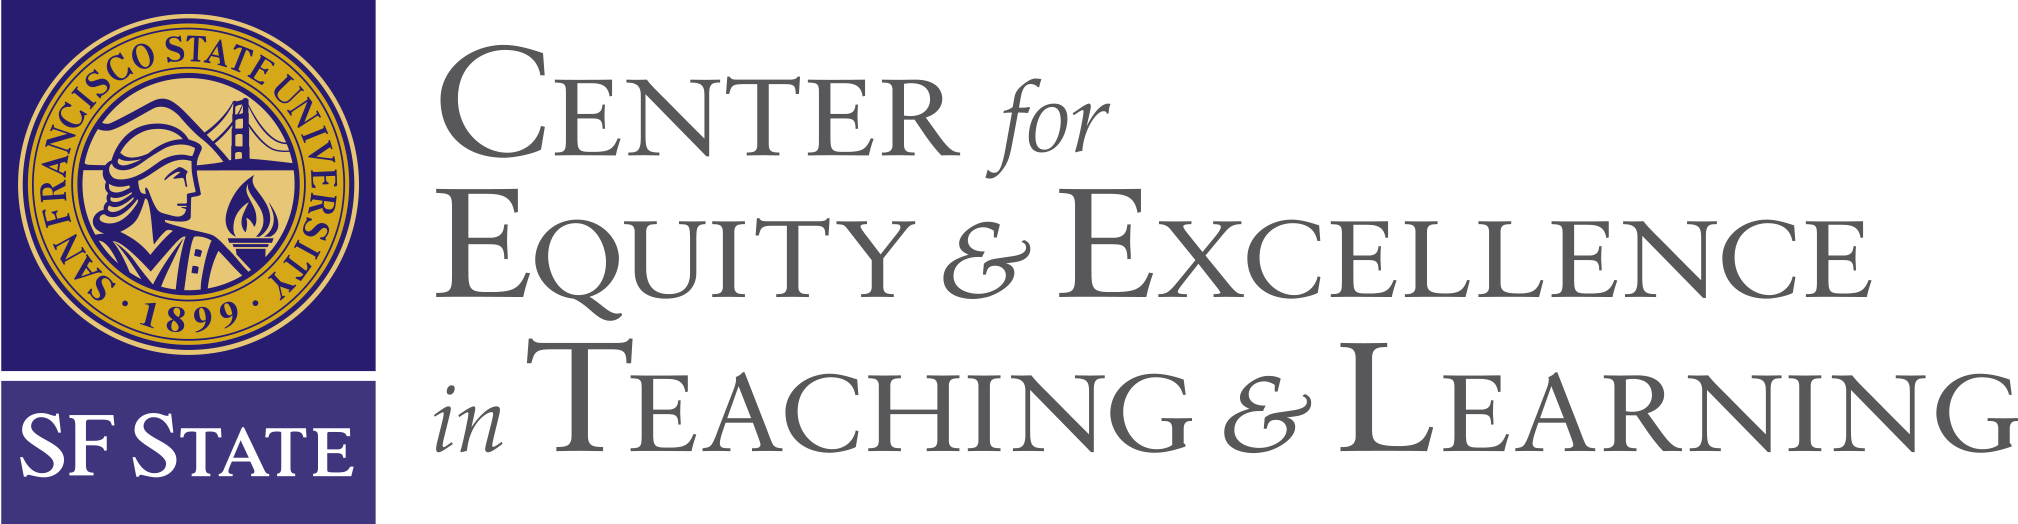 SAN FRANCISCO STATE UNIVERSITY
· 1899 ·
SF STATE
CENTER for
EQUITY & EXCELLENCE
in TEACHING & LEARNING